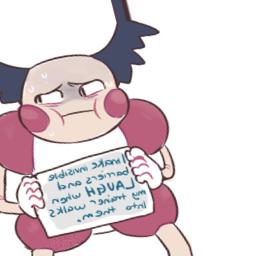 I make invisible
barriers and
LAUGH when
my trainer walks
into them.